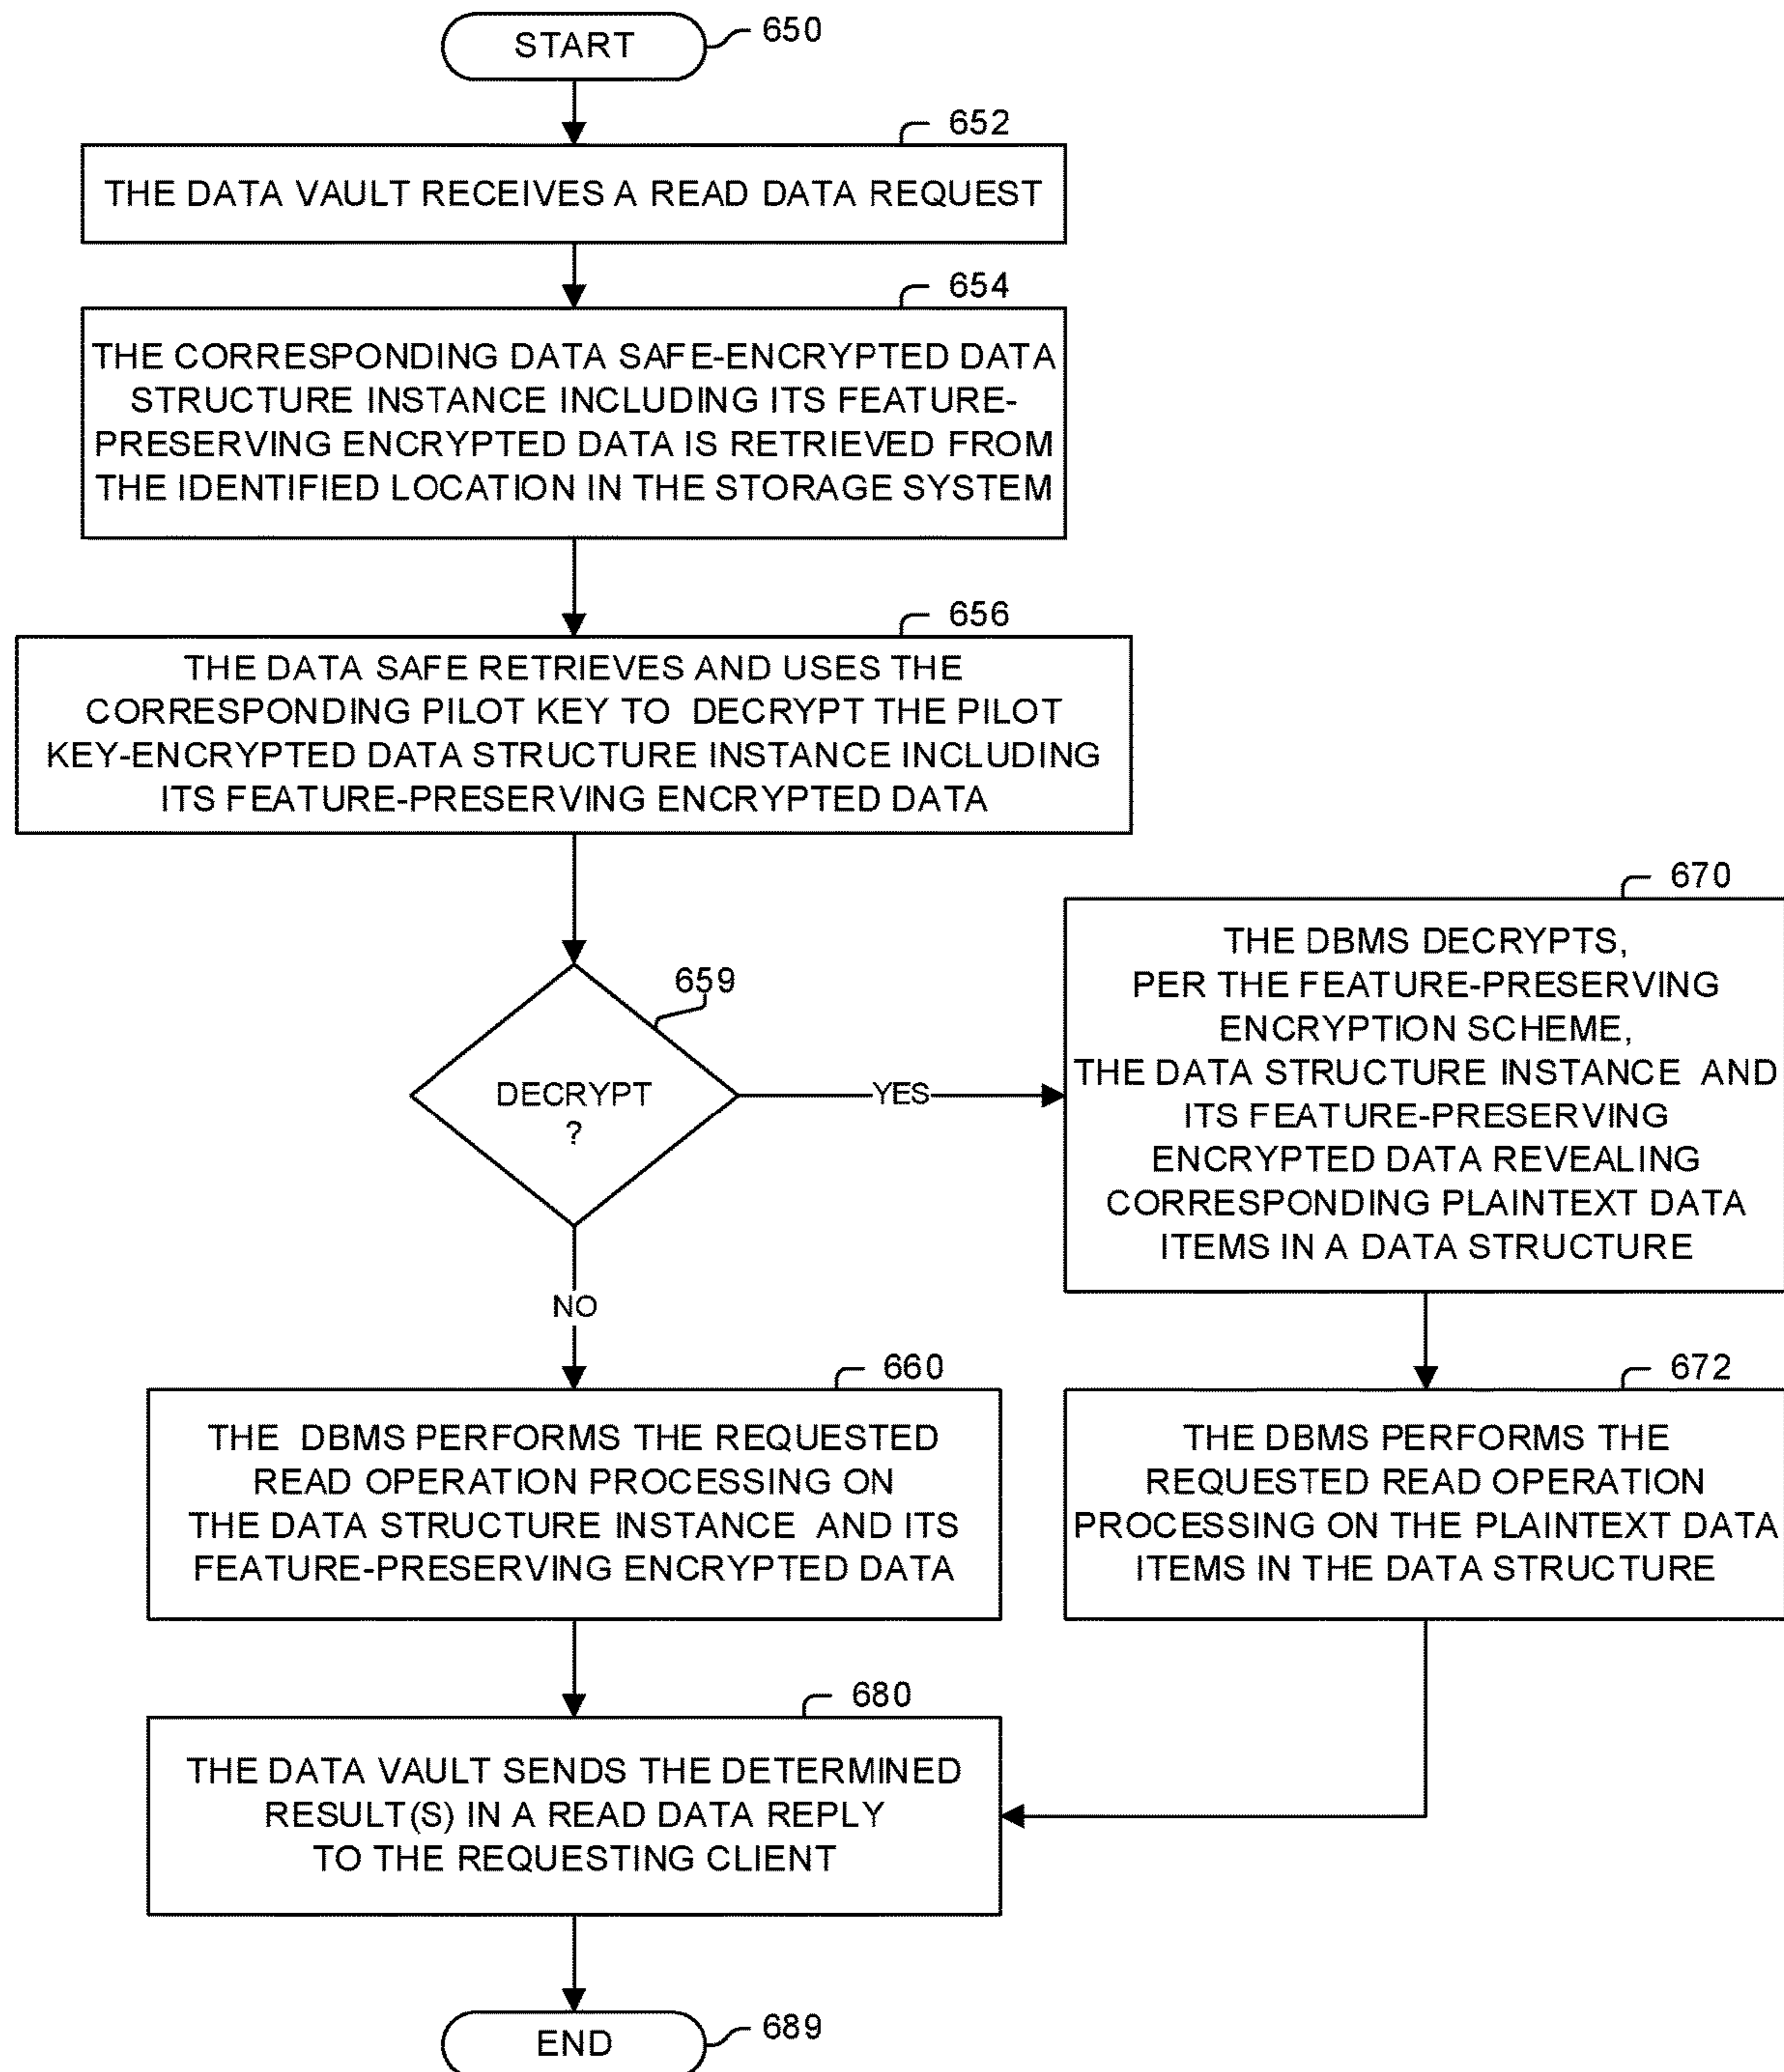 START
650
652
THE DATA VAULT RECEIVES A READ DATA REQUEST
654
THE CORRESPONDING DATA SAFE-ENCRYPTED DATA
STRUCTURE INSTANCE INCLUDING ITS FEATURE-
PRESERVING ENCRYPTED DATA IS RETRIEVED FROM
THE IDENTIFIED LOCATION IN THE STORAGE SYSTEM
656
THE DATA SAFE RETRIEVES AND USES THE
CORRESPONDING PILOT KEY TO DECRYPT THE PILOT
KEY-ENCRYPTED DATA STRUCTURE INSTANCE INCLUDING
ITS FEATURE-PRESERVING ENCRYPTED DATA
659
DECRYPT
?
YES
NO
670
THE DBMS DECRYPTS,
PER THE FEATURE-PRESERVING
ENCRYPTION SCHEME,
THE DATA STRUCTURE INSTANCE AND
ITS FEATURE-PRESERVING
ENCRYPTED DATA REVEALING
CORRESPONDING PLAINTEXT DATA
ITEMS IN A DATA STRUCTURE
660
THE DBMS PERFORMS THE REQUESTED
READ OPERATION PROCESSING ON
THE DATA STRUCTURE INSTANCE AND ITS
FEATURE-PRESERVING ENCRYPTED DATA
672
THE DBMS PERFORMS THE
REQUESTED READ OPERATION
PROCESSING ON THE PLAINTEXT DATA
ITEMS IN THE DATA STRUCTURE
680
THE DATA VAULT SENDS THE DETERMINED
RESULT(S) IN A READ DATA REPLY
TO THE REQUESTING CLIENT
END
689